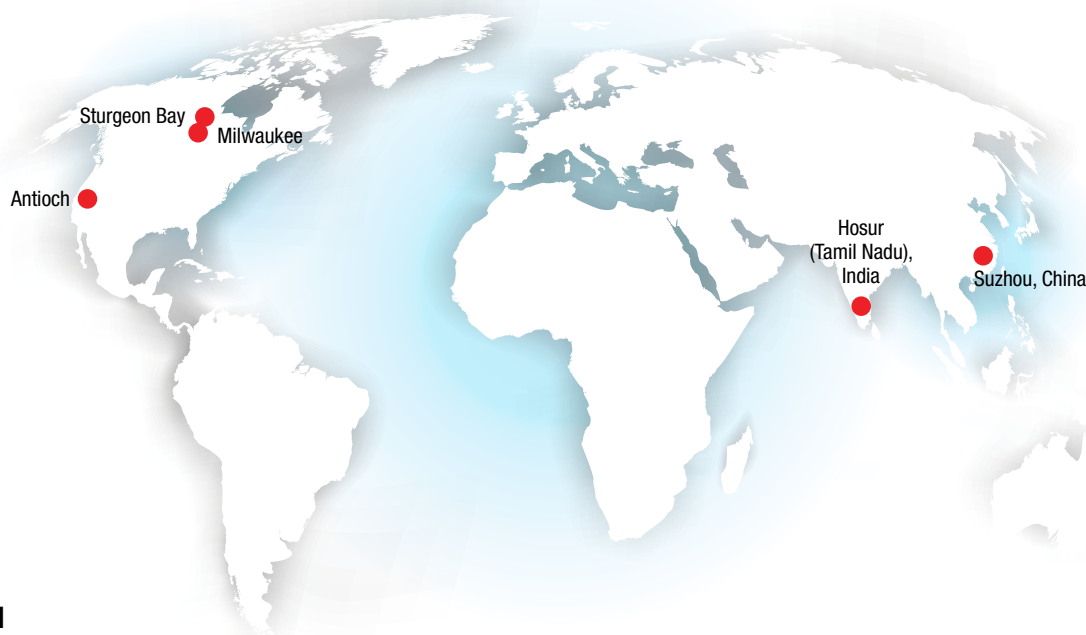 Sturgeon Bay
Milwaukee
Antioch
Hosur
(Tamil Nadu),
India
Suzhou, China